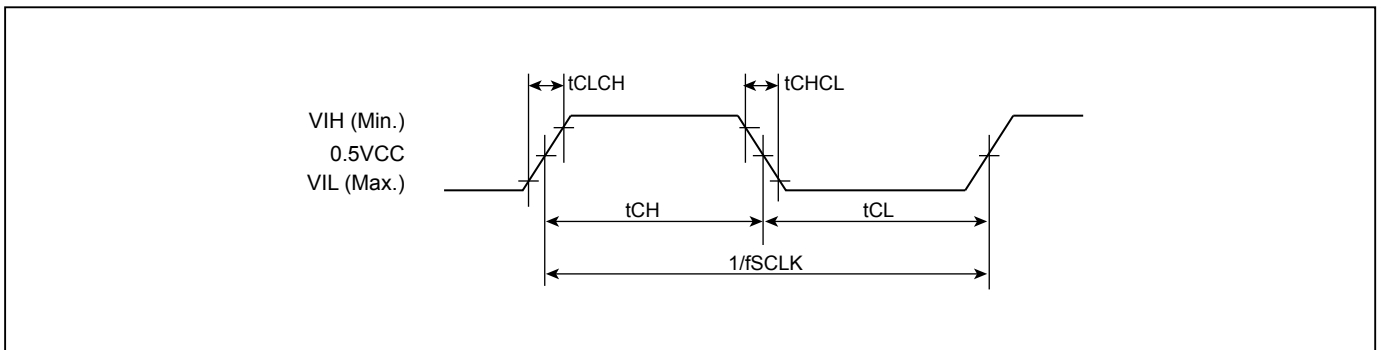 tCLCH
tCHCL
VIH (Min.)
0.5VCC
VIL (Max.)
tCH
tCL
1/fSCLK